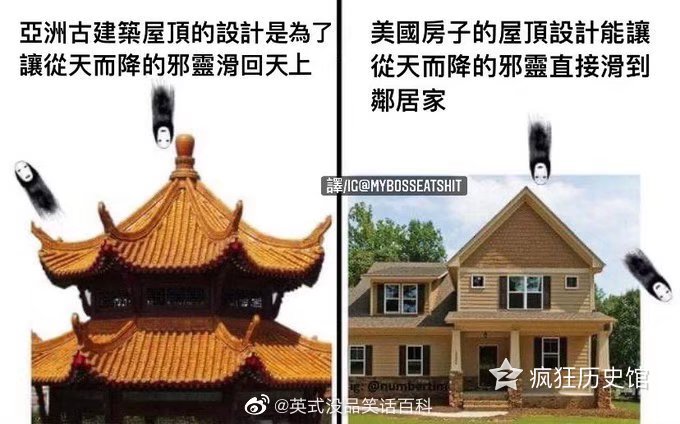 亞洲古建築屋頂的設計是為了
讓從天而降的邪靈滑回天上
美國房子的屋頂設計能讓
從天而降的邪靈直接滑到
鄰居家
譯/IG@MYBOSSEATSHIT
ig: @numbertim
@英式没品笑话百科
疯狂历史馆